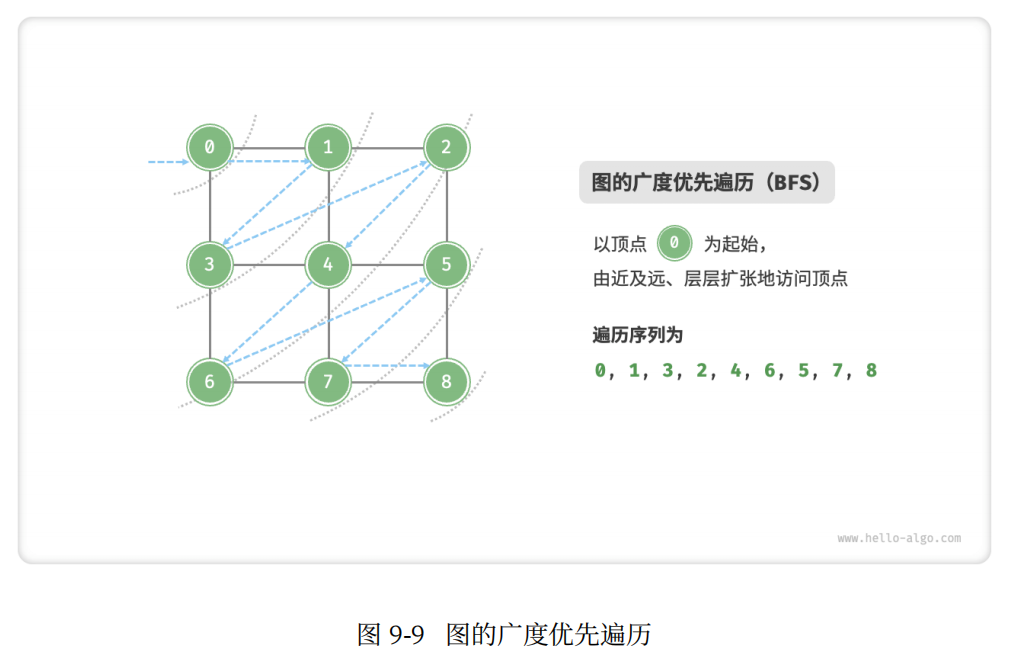 0 1 2
3 4 5
6 7 8
图的广度优先遍历（BFS）
以顶点 0 为起始，
由近及远、层层扩张地访问顶点
遍历序列为
0, 1, 3, 2, 4, 6, 5, 7, 8
www.hello-algo.com
图 9-9 图的广度优先遍历